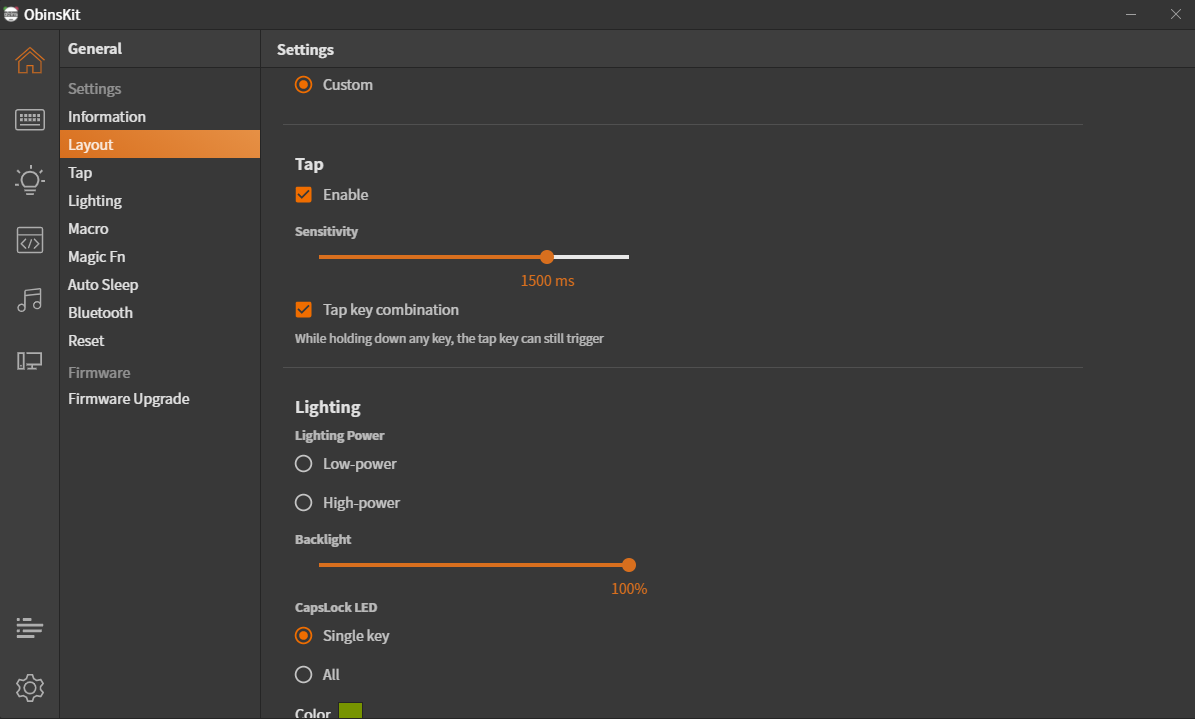 ObinsKit
General
Settings
Information
Layout
Tap
Lighting
Macro
Magic Fn
Auto Sleep
Bluetooth
Reset
Firmware
Firmware Upgrade
Settings
Custom
Tap
Enable
Sensitivity
1500 ms
Tap key combination
While holding down any key, the tap key can still trigger
Lighting
Lighting Power
Low-power
High-power
Backlight
100%
CapsLock LED
Single key
All
Color